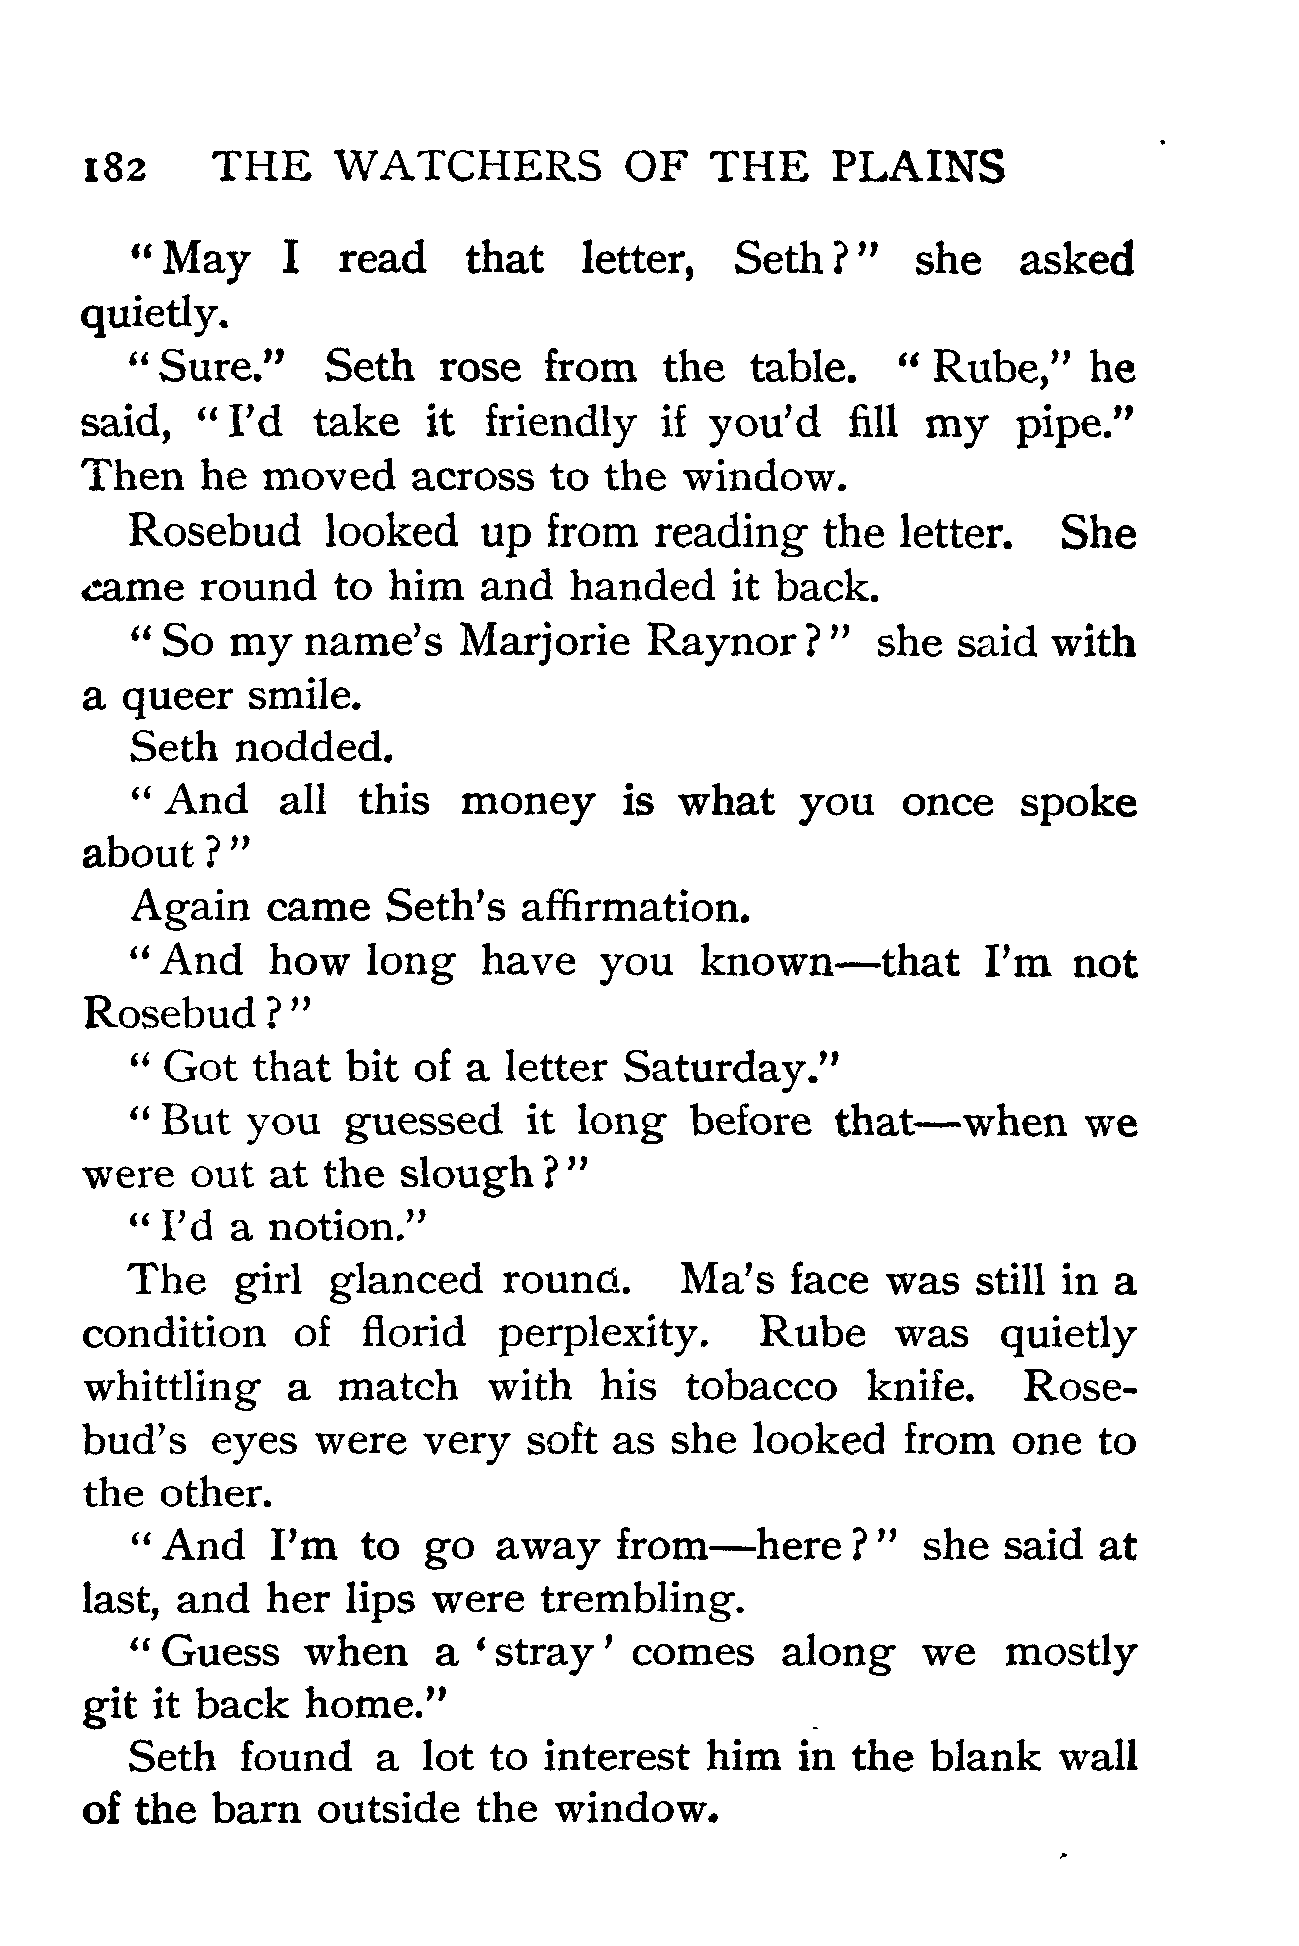 182 THE WATCHERS OF THE PLAINS
“May I read that letter, Seth?” she asked
quietly.
“Sure.” Seth rose from the table. “Rube,” he
said, “I’d take it friendly if you’d fill my pipe.”
Then he moved across to the window.
Rosebud looked up from reading the letter. She
came round to him and handed it back.
“So my name’s Marjorie Raynor?” she said with
a queer smile.
Seth nodded.
“And all this money is what you once spoke
about?”
Again came Seth’s affirmation.
“And how long have you known—that I’m not
Rosebud?”
“Got that bit of a letter Saturday.”
“But you guessed it long before that—when we
were out at the slough?”
“I’d a notion.”
The girl glanced round. Ma’s face was still in a
condition of florid perplexity. Rube was quietly
whittling a match with his tobacco knife. Rose-
bud’s eyes were very soft as she looked from one to
the other.
“And I’m to go away from—here?” she said at
last, and her lips were trembling.
“Guess when a ‘stray’ comes along we mostly
git it back home.”
Seth found a lot to interest him in the blank wall
of the barn outside the window.